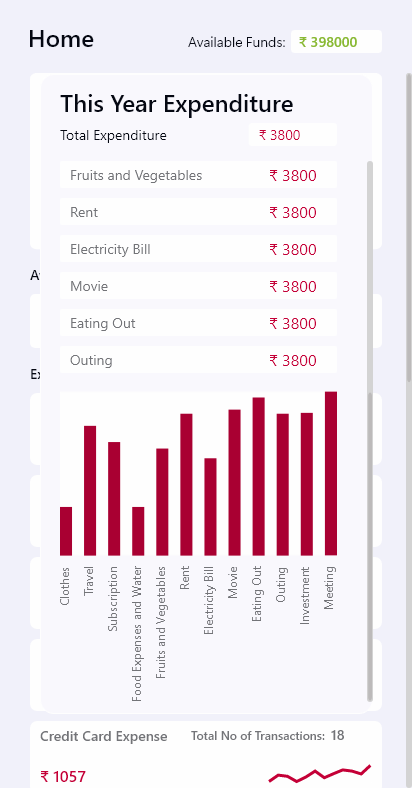 Home
Available Funds: ₹ 398000
This Year Expenditure
Total Expenditure ₹ 3800
Fruits and Vegetables ₹ 3800
Rent ₹ 3800
Electricity Bill ₹ 3800
Movie ₹ 3800
Eating Out ₹ 3800
Outing ₹ 3800
Clothes
Travel
Subscription
Food Expenses and Water
Fruits and Vegetables
Rent
Electricity Bill
Movie
Eating Out
Outing
Investment
Meeting
Credit Card Expense Total No of Transactions: 18
₹ 1057